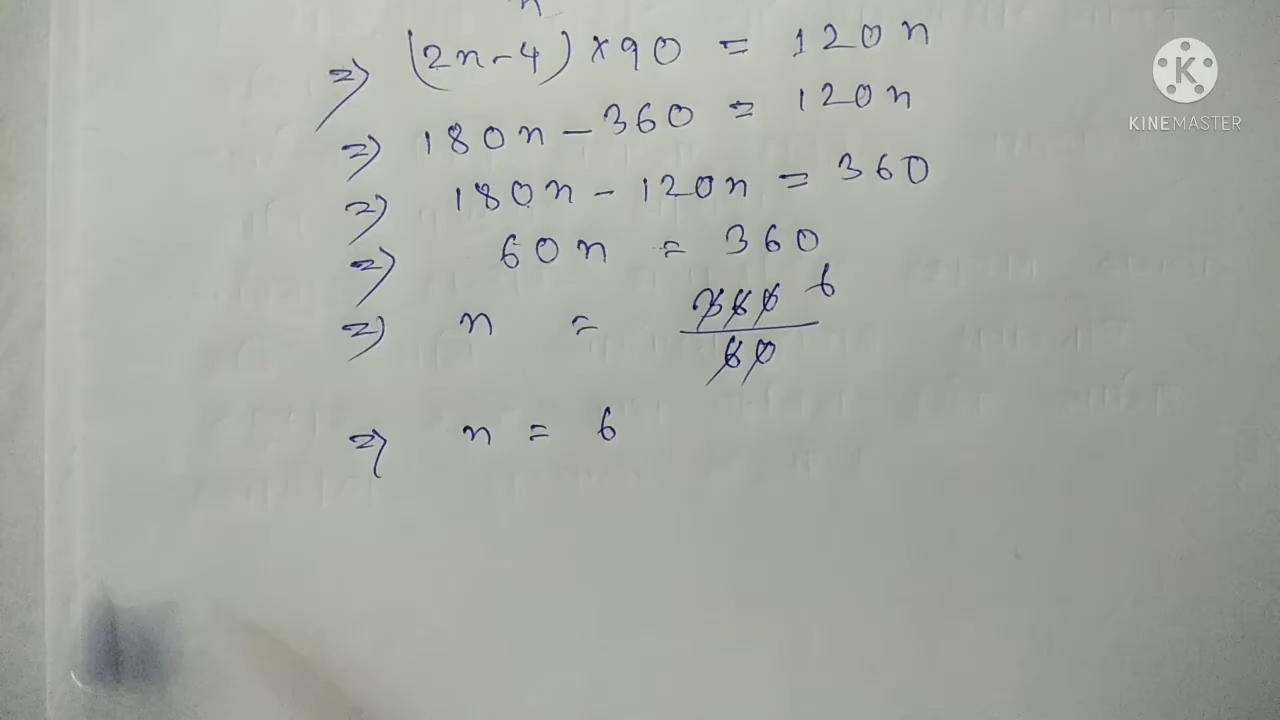 n
⇒ (2n-4) × 90 = 120n
⇒ 180n - 360 = 120n
⇒ 180n - 120n = 360
⇒ 60n = 360
⇒ n = 360/60 6
⇒ n = 6
K
KINEMASTER